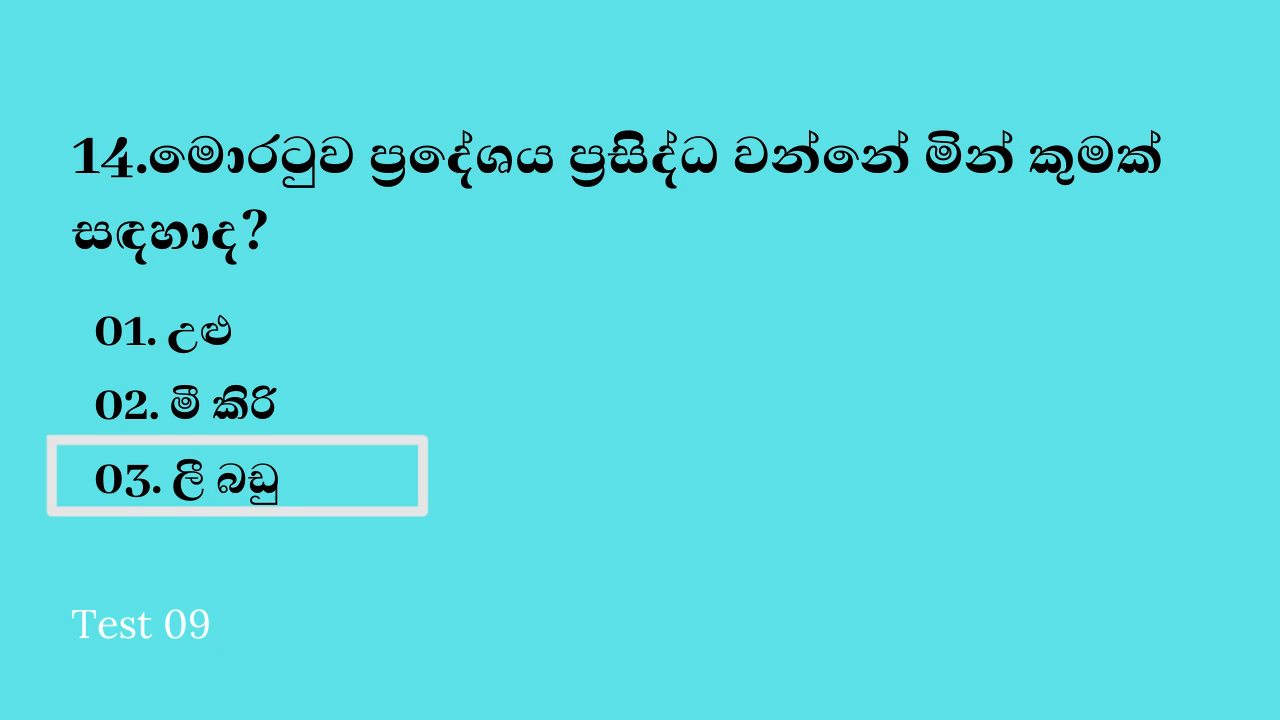 14.මොරටුව ප්‍රදේශය ප්‍රසිද්ධ වන්නේ මින් කුමක්
සඳහාද?
01. උළු
02. මී කිරි
03. ලී බඩු
Test 09